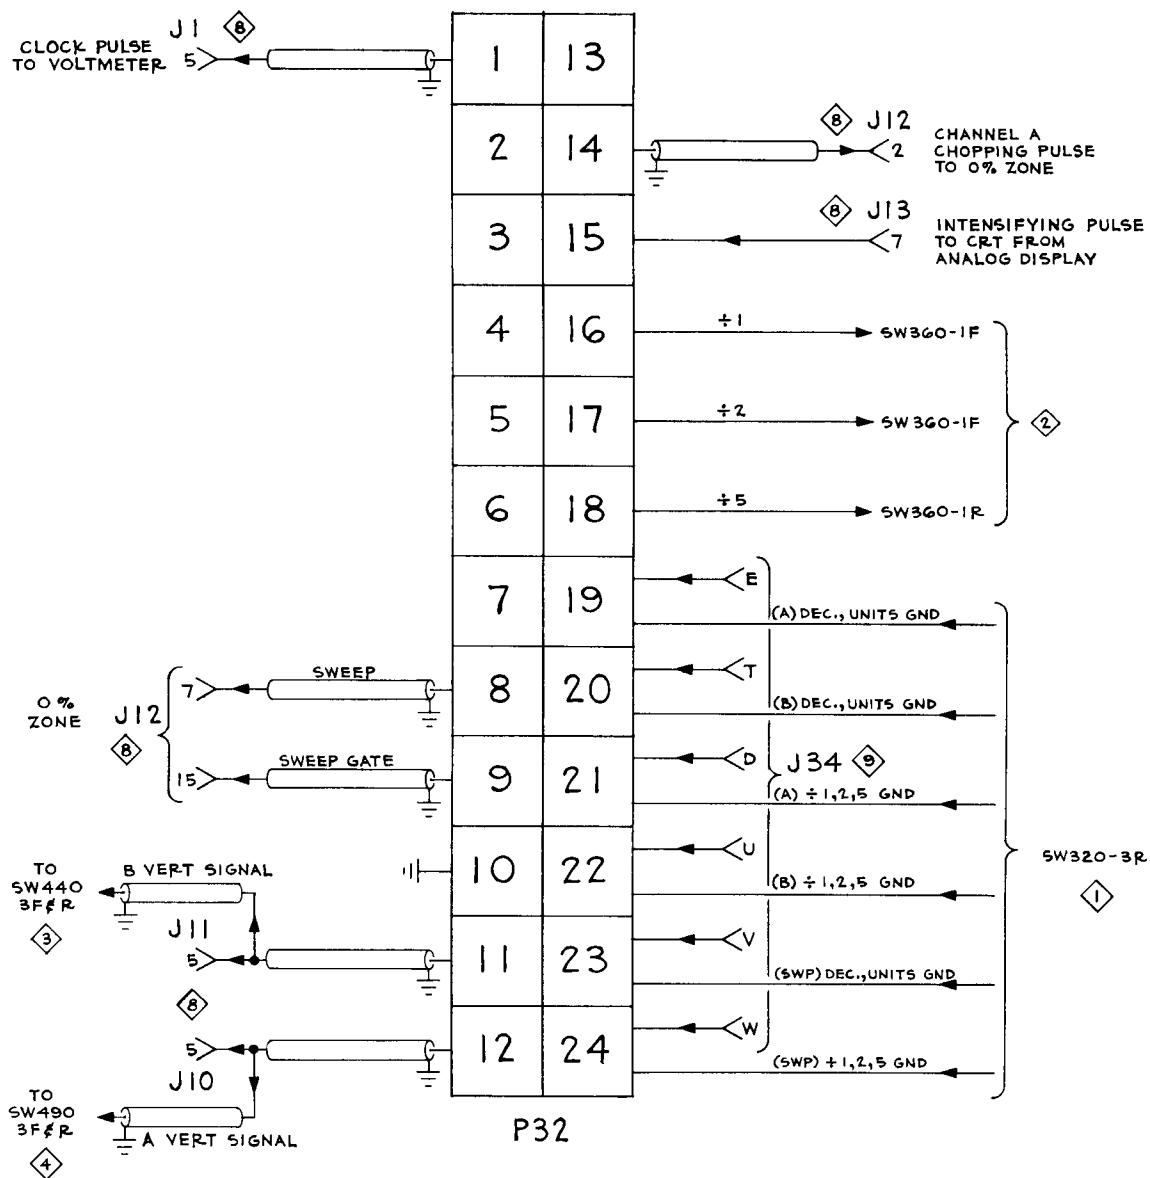 J1 8
CLOCK PULSE
TO VOLTMETER 5
1 13
2 14
8 J12
2
CHANNEL A
CHOPPING PULSE
TO 0% ZONE
3 15
8 J13
7
INTENSIFYING PULSE
TO CRT FROM
ANALOG DISPLAY
4 16
÷1
SW360-1F
5 17
÷2
SW360-1F
2
6 18
÷5
SW360-1R
7 19
E
(A) DEC., UNITS GND
0%
ZONE
J12
8
7
SWEEP
8 20
T
(B) DEC., UNITS GND
15
SWEEP GATE
9 21
D
J34 9
(A) ÷1,2,5 GND
10 22
U
(B) ÷1,2,5 GND
SW320-3R
1
TO
SW440
3F&R
3
B VERT SIGNAL
J11
5
11 23
V
(SWP) DEC., UNITS GND
8
5
J10
12 24
W
(SWP) ÷1,2,5 GND
TO
SW490
3F&R
4
A VERT SIGNAL
P32